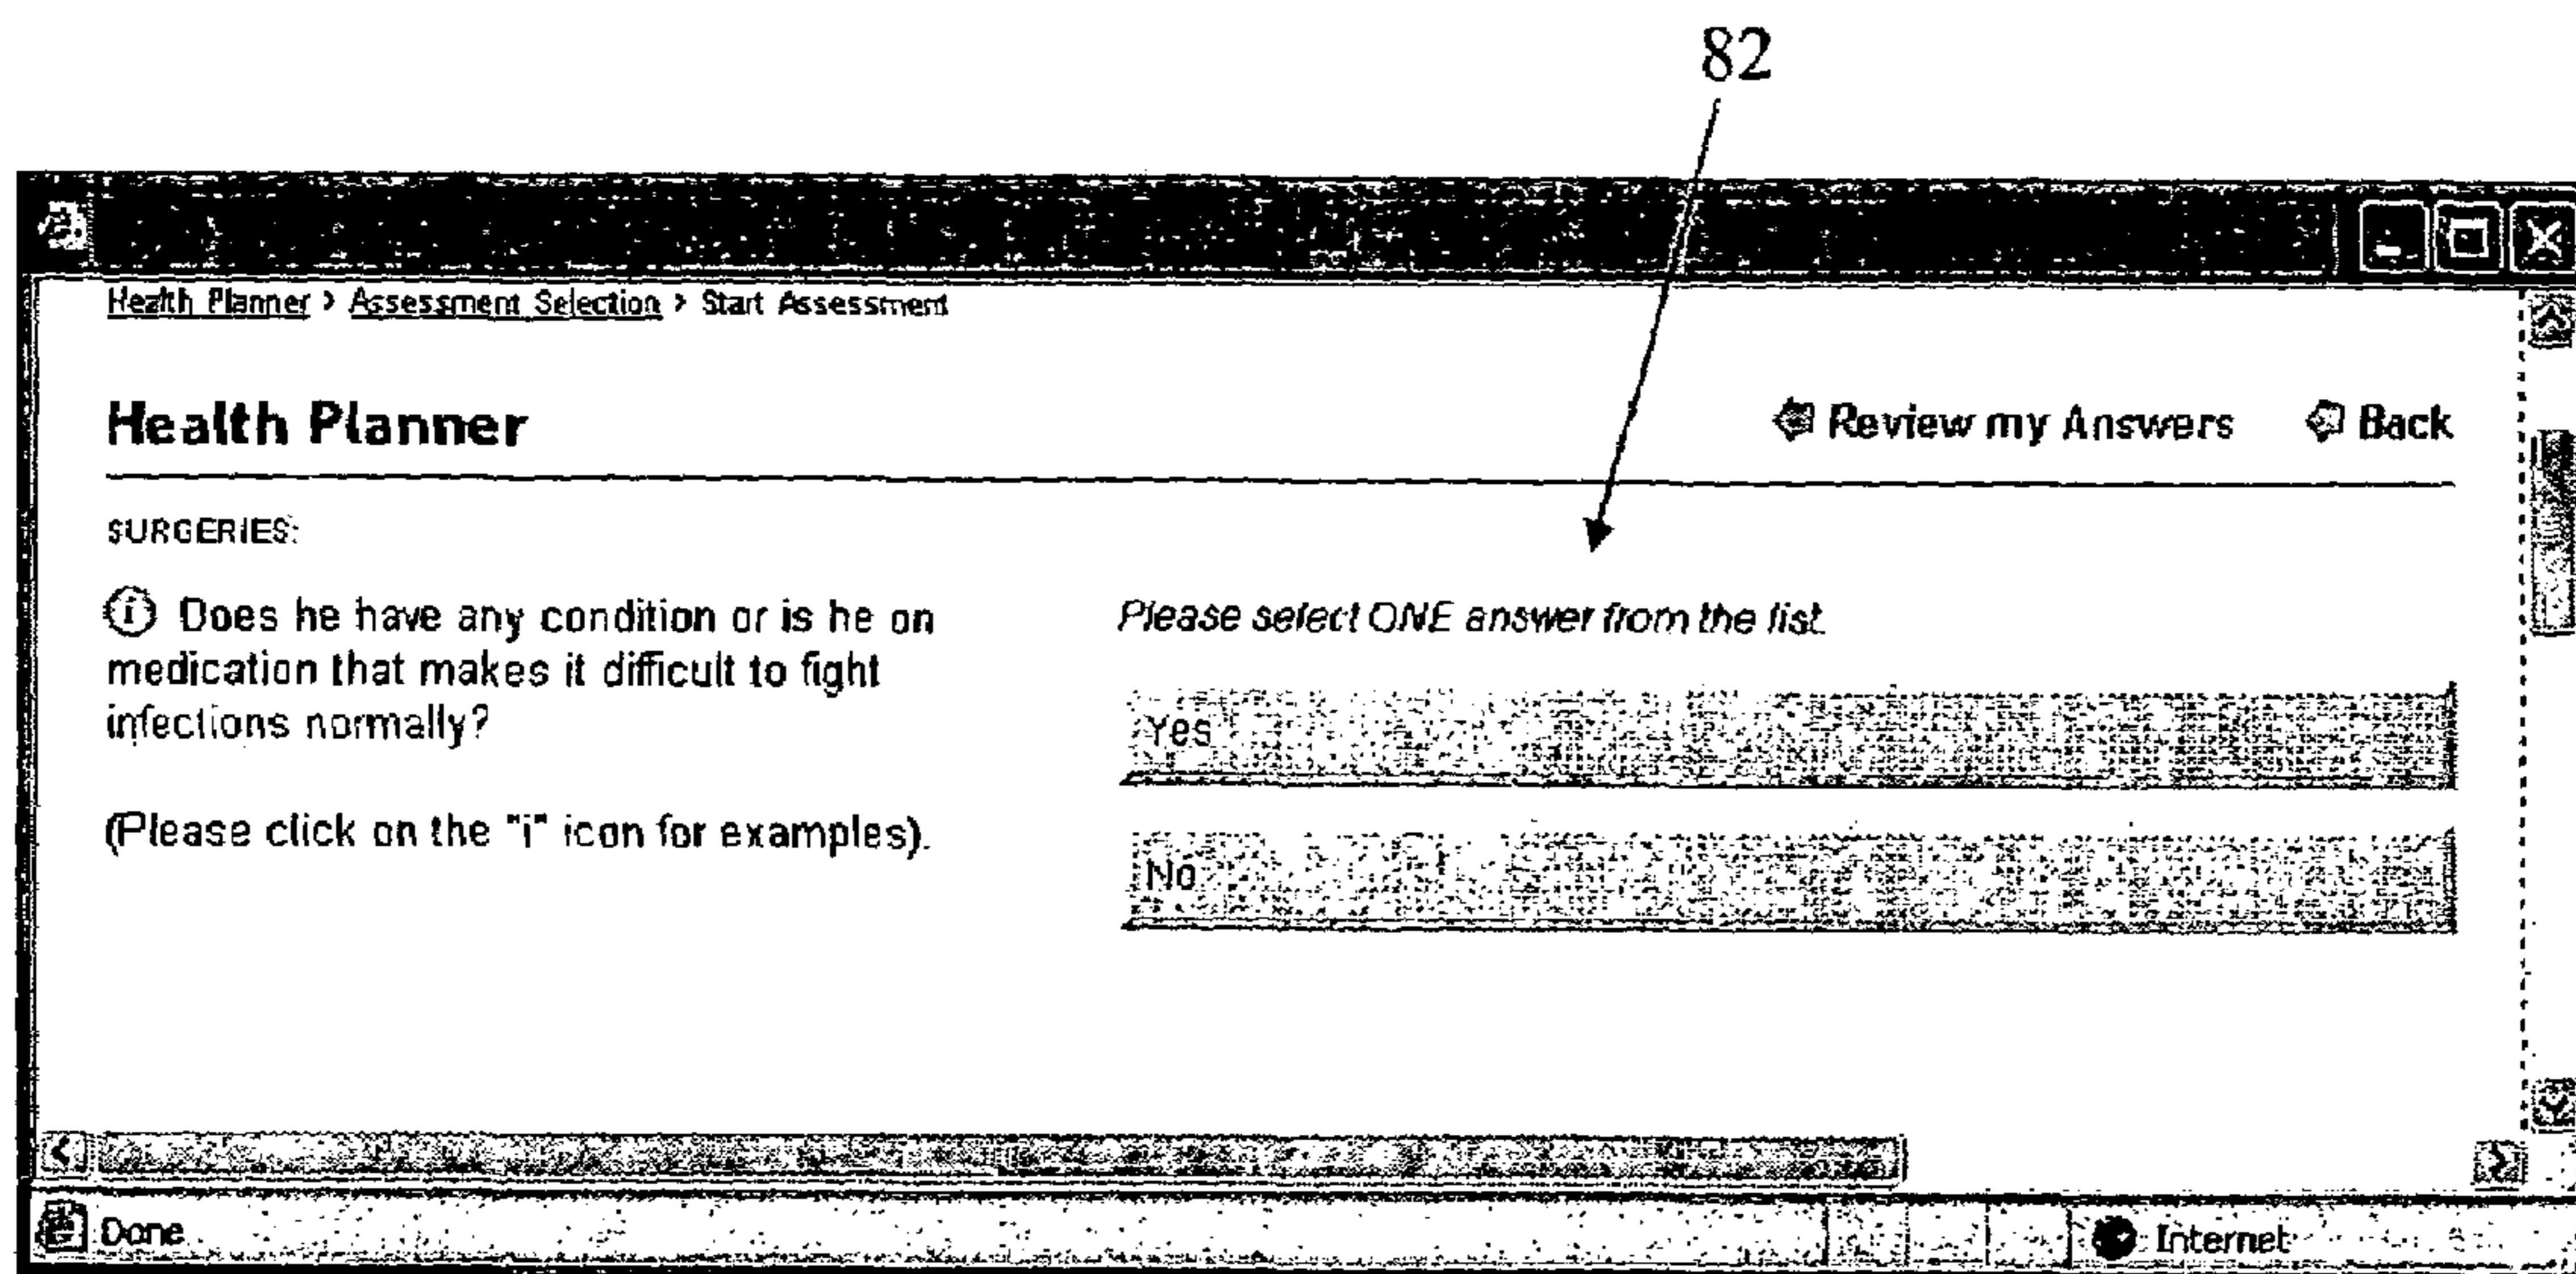 82
Health Planner > Assessment Selection > Start Assessment
Health Planner
Review my Answers
Back
SURGERIES:
i Does he have any condition or is he on
medication that makes it difficult to fight
infections normally?
(Please click on the "i" icon for examples).
Please select ONE answer from the list.
Yes
No
Done
Internet